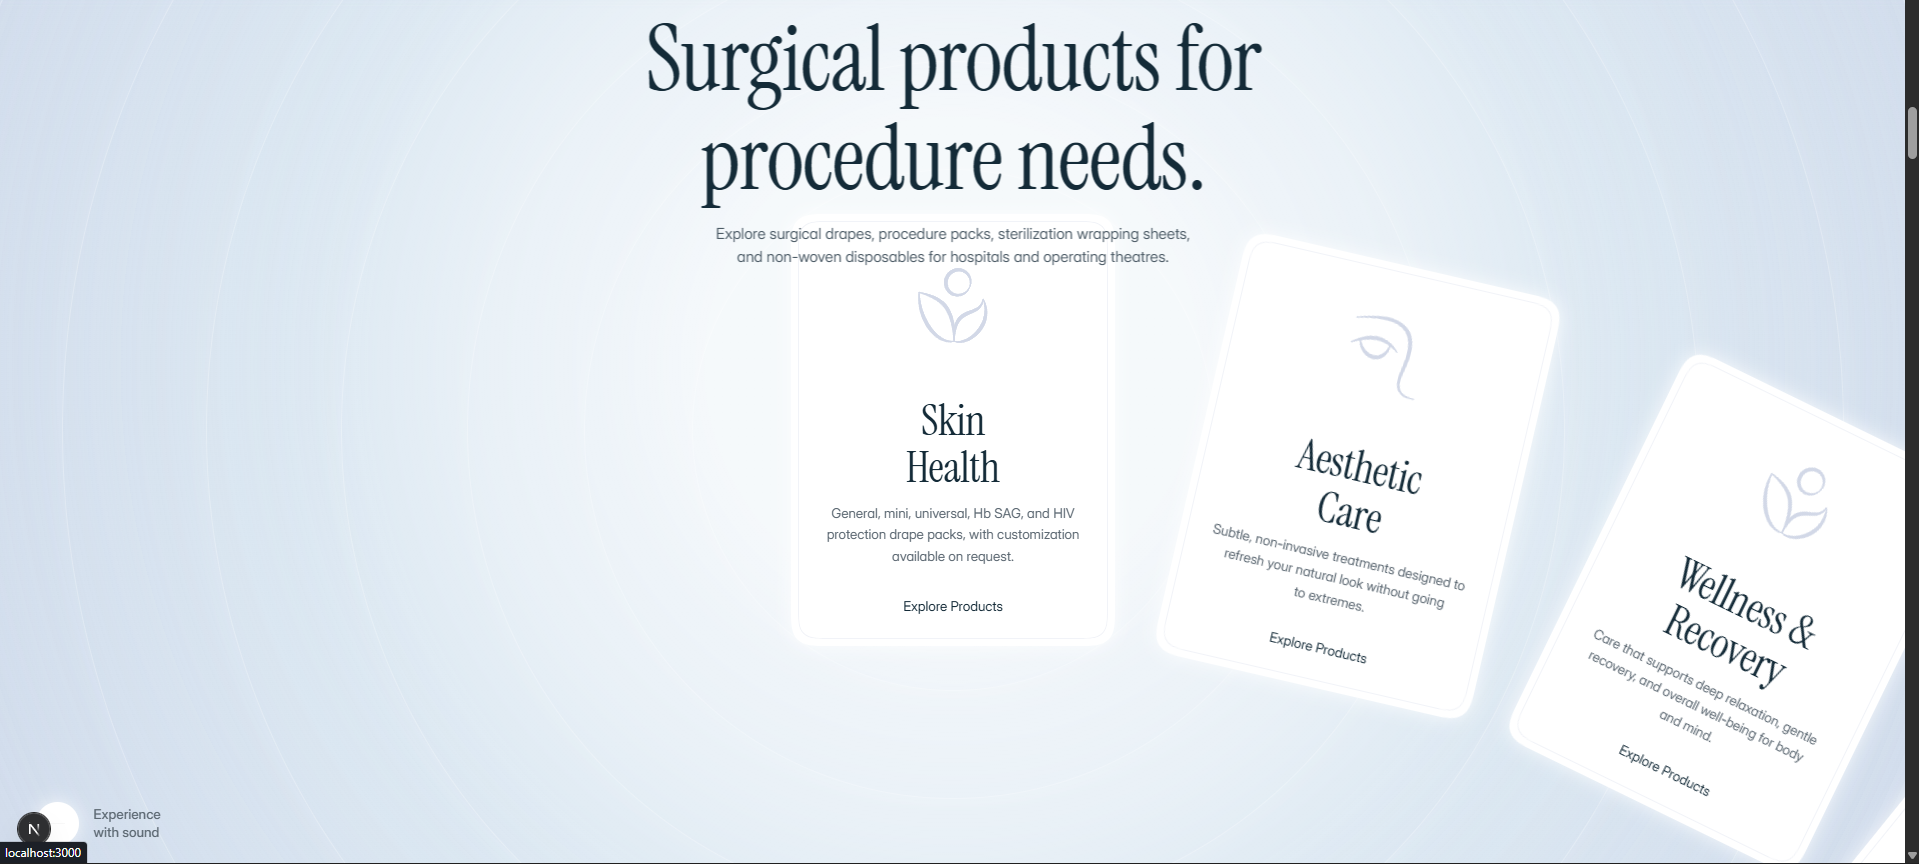 Surgical products for
procedure needs.
Explore surgical drapes, procedure packs, sterilization wrapping sheets,
and non-woven disposables for hospitals and operating theatres.
Skin
Health
General, mini, universal, Hb SAG, and HIV
protection drape packs, with customization
available on request.
Explore Products
Aesthetic
Care
Subtle, non-invasive treatments designed to
refresh your natural look without going
to extremes.
Explore Products
Wellness &
Recovery
Care that supports deep relaxation, gentle
recovery, and overall well-being for body
and mind.
Explore Products
Experience
with sound
N
localhost:3000